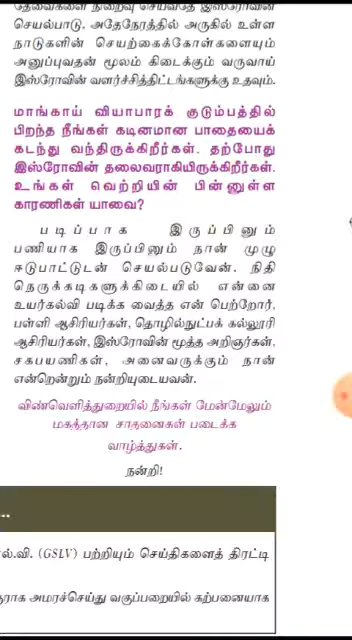 தேவைகளை நிறைவு செய்வதே இஸ்ரோவின்
செயல்பாடு. அதேநேரத்தில் அருகில் உள்ள
நாடுகளின் செயற்கைக்கோள்களையும்
அனுப்புவதன் மூலம் கிடைக்கும் வருவாய்
இஸ்ரோவின் வளர்ச்சித்திட்டங்களுக்கு உதவும்.
மாங்காய் வியாபாரக் குடும்பத்தில்
பிறந்த நீங்கள் கடினமான பாதையைக்
கடந்து வந்திருக்கிறீர்கள். தற்போது
இஸ்ரோவின் தலைவராகியிருக்கிறீர்கள்.
உங்கள் வெற்றியின் பின்னுள்ள
காரணிகள் யாவை?
படிப்பாக இருப்பினும்
பணியாக இருப்பினும் நான் முழு
ஈடுபாட்டுடன் செயல்படுவேன். நிதி
நெருக்கடிகளுக்கிடையில் என்னை
உயர்கல்வி படிக்க வைத்த என் பெற்றோர்,
பள்ளி ஆசிரியர்கள், தொழில்நுட்பக் கல்லூரி
ஆசிரியர்கள், இஸ்ரோவின் மூத்த அறிஞர்கள்,
சகபயணிகள், அனைவருக்கும் நான்
என்றென்றும் நன்றியுடையவன்.
விண்வெளித்துறையில் நீங்கள் மேன்மேலும்
மகத்தான சாதனைகள் படைக்க
வாழ்த்துகள்.
நன்றி!
...
ல்.வி. (GSLV) பற்றியும் செய்திகளைத் திரட்டி
ராக அமரச்செய்து வகுப்பறையில் கற்பனையாக